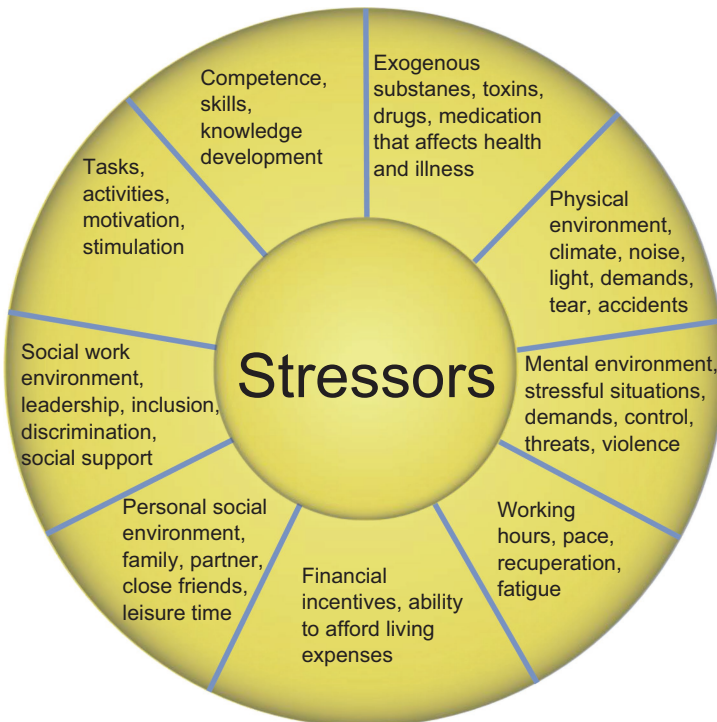 Stressors
Exogenous
substanes, toxins,
drugs, medication
that affects health
and illness
Physical
environment,
climate, noise,
light, demands,
tear, accidents
Mental environment,
stressful situations,
demands, control,
threats, violence
Working
hours, pace,
recuperation,
fatigue
Financial
incentives, ability
to afford living
expenses
Personal social
environment,
family, partner,
close friends,
leisure time
Social work
environment,
leadership, inclusion,
discrimination,
social support
Tasks,
activities,
motivation,
stimulation
Competence,
skills,
knowledge
development